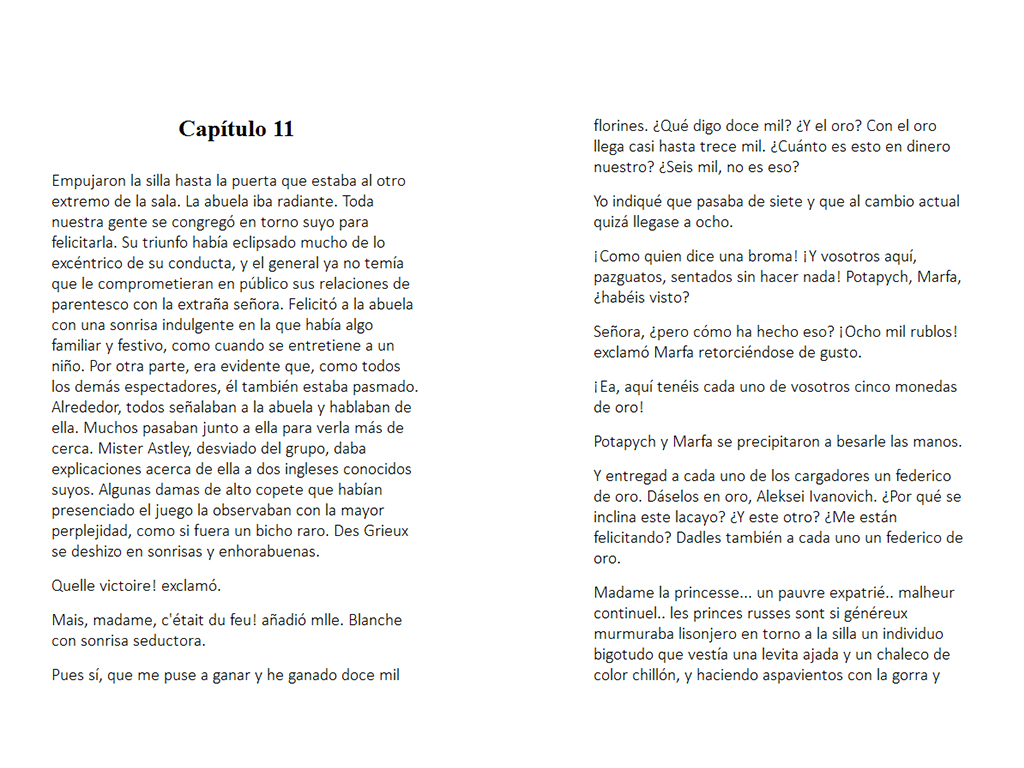 Capítulo 11
Empujaron la silla hasta la puerta que estaba al otro
extremo de la sala. La abuela iba radiante. Toda
nuestra gente se congregó en torno suyo para
felicitarla. Su triunfo había eclipsado mucho de lo
excéntrico de su conducta, y el general ya no temía
que le comprometieran en público sus relaciones de
parentesco con la extraña señora. Felicitó a la abuela
con una sonrisa indulgente en la que había algo
familiar y festivo, como cuando se entretiene a un
niño. Por otra parte, era evidente que, como todos
los demás espectadores, él también estaba pasmado.
Alrededor, todos señalaban a la abuela y hablaban de
ella. Muchos pasaban junto a ella para verla más de
cerca. Mister Astley, desviado del grupo, daba
explicaciones acerca de ella a dos ingleses conocidos
suyos. Algunas damas de alto copete que habían
presenciado el juego la observaban con la mayor
perplejidad, como si fuera un bicho raro. Des Grieux
se deshizo en sonrisas y enhorabuenas.
Quelle victoire! exclamó.
Mais, madame, c'était du feu! añadió mlle. Blanche
con sonrisa seductora.
Pues sí, que me puse a ganar y he ganado doce mil
florines. ¿Qué digo doce mil? ¿Y el oro? Con el oro
llega casi hasta trece mil. ¿Cuánto es esto en dinero
nuestro? ¿Seis mil, no es eso?
Yo indiqué que pasaba de siete y que al cambio actual
quizá llegase a ocho.
¡Como quien dice una broma! ¡Y vosotros aquí,
pazguatos, sentados sin hacer nada! Potapych, Marfa,
¿habéis visto?
Señora, ¿pero cómo ha hecho eso? ¡Ocho mil rublos!
exclamó Marfa retorciéndose de gusto.
¡Ea, aquí tenéis cada uno de vosotros cinco monedas
de oro!
Potapych y Marfa se precipitaron a besarle las manos.
Y entregad a cada uno de los cargadores un federico
de oro. Dáselos en oro, Aleksei Ivanovich. ¿Por qué se
inclina este lacayo? ¿Y este otro? ¿Me están
felicitando? Dadles también a cada uno un federico de
oro.
Madame la princesse... un pauvre expatrié.. malheur
continuel.. les princes russes sont si généreux
murmuraba lisonjero en torno a la silla un individuo
bigotudo que vestía una levita ajada y un chaleco de
color chillón, y haciendo aspavientos con la gorra y